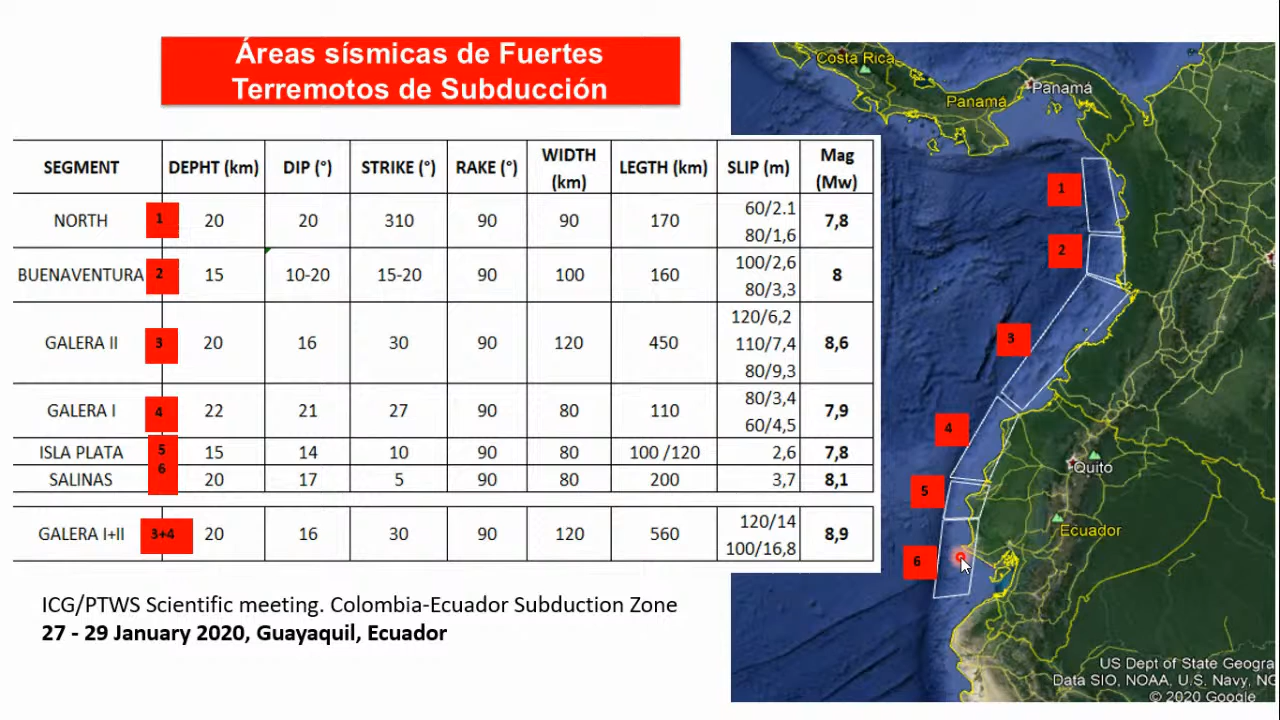 Áreas sísmicas de Fuertes
Terremotos de Subducción
SEGMENT DEPHT (km) DIP (°) STRIKE (°) RAKE (°) WIDTH (km) LEGTH (km) SLIP (m) Mag (Mw)
NORTH 1 20 20 310 90 90 170 60/2.1 80/1,6 7,8
BUENAVENTURA 2 15 10-20 15-20 90 100 160 100/2,6 80/3,3 8
GALERA II 3 20 16 30 90 120 450 120/6,2 110/7,4 80/9,3 8,6
GALERA I 4 22 21 27 90 80 110 80/3,4 60/4,5 7,9
ISLA PLATA 5 15 14 10 90 80 100 /120 2,6 7,8
SALINAS 6 20 17 5 90 80 200 3,7 8,1
GALERA I+II 3+4 20 16 30 90 120 560 120/14 100/16,8 8,9
ICG/PTWS Scientific meeting. Colombia-Ecuador Subduction Zone
27 - 29 January 2020, Guayaquil, Ecuador
Costa Rica
Panamá
Panamá
1
2
3
4
Quito
5
Ecuador
6
US Dept of State Geogra
Data SIO, NOAA, U.S. Navy, NG
© 2020 Google